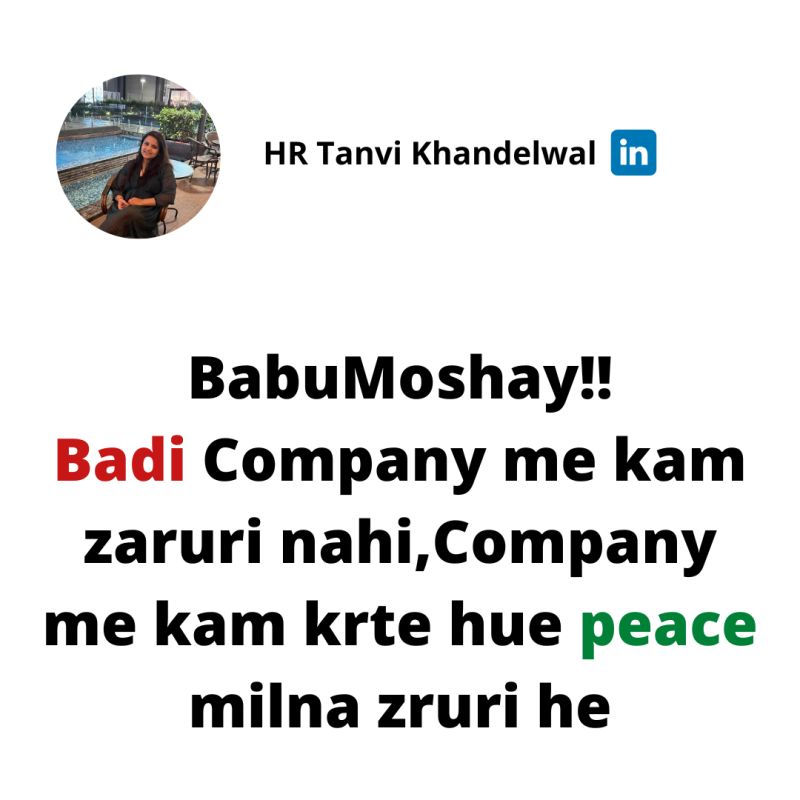 HR Tanvi Khandelwal in
BabuMoshay!!
Badi Company me kam
zaruri nahi,Company
me kam krte hue peace
milna zruri he